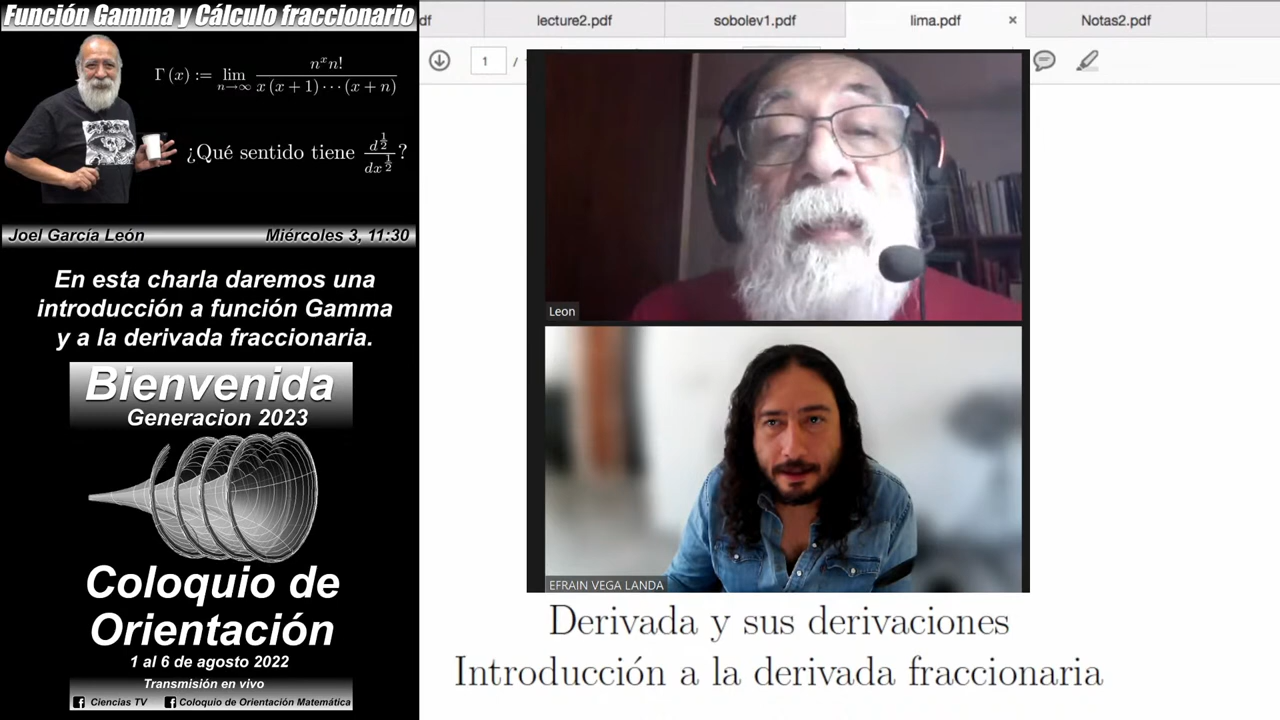 Función Gamma y Cálculo fraccionario
Γ(x) := lim n→∞ n^x n! / x(x+1)···(x+n)
¿Qué sentido tiene d^{1/2}/dx^{1/2}?
Joel García León
Miércoles 3, 11:30
En esta charla daremos una
introducción a función Gamma
y a la derivada fraccionaria.
Bienvenida
Generacion 2023
Coloquio de
Orientación
1 al 6 de agosto 2022
Transmisión en vivo
Ciencias TV
Coloquio de Orientación Matemática
df
lecture2.pdf
sobolev1.pdf
lima.pdf
×
Notas2.pdf
1 /
Leon
EFRAIN VEGA LANDA
Derivada y sus derivaciones
Introducción a la derivada fraccionaria